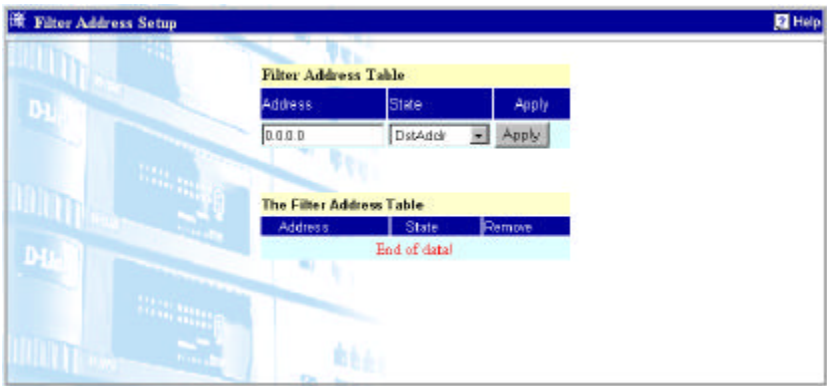 Filter Address Setup
Help
Filter Address Table
Address State Apply
0.0.0.0 DstAddr Apply
The Filter Address Table
Address State Remove
End of data!